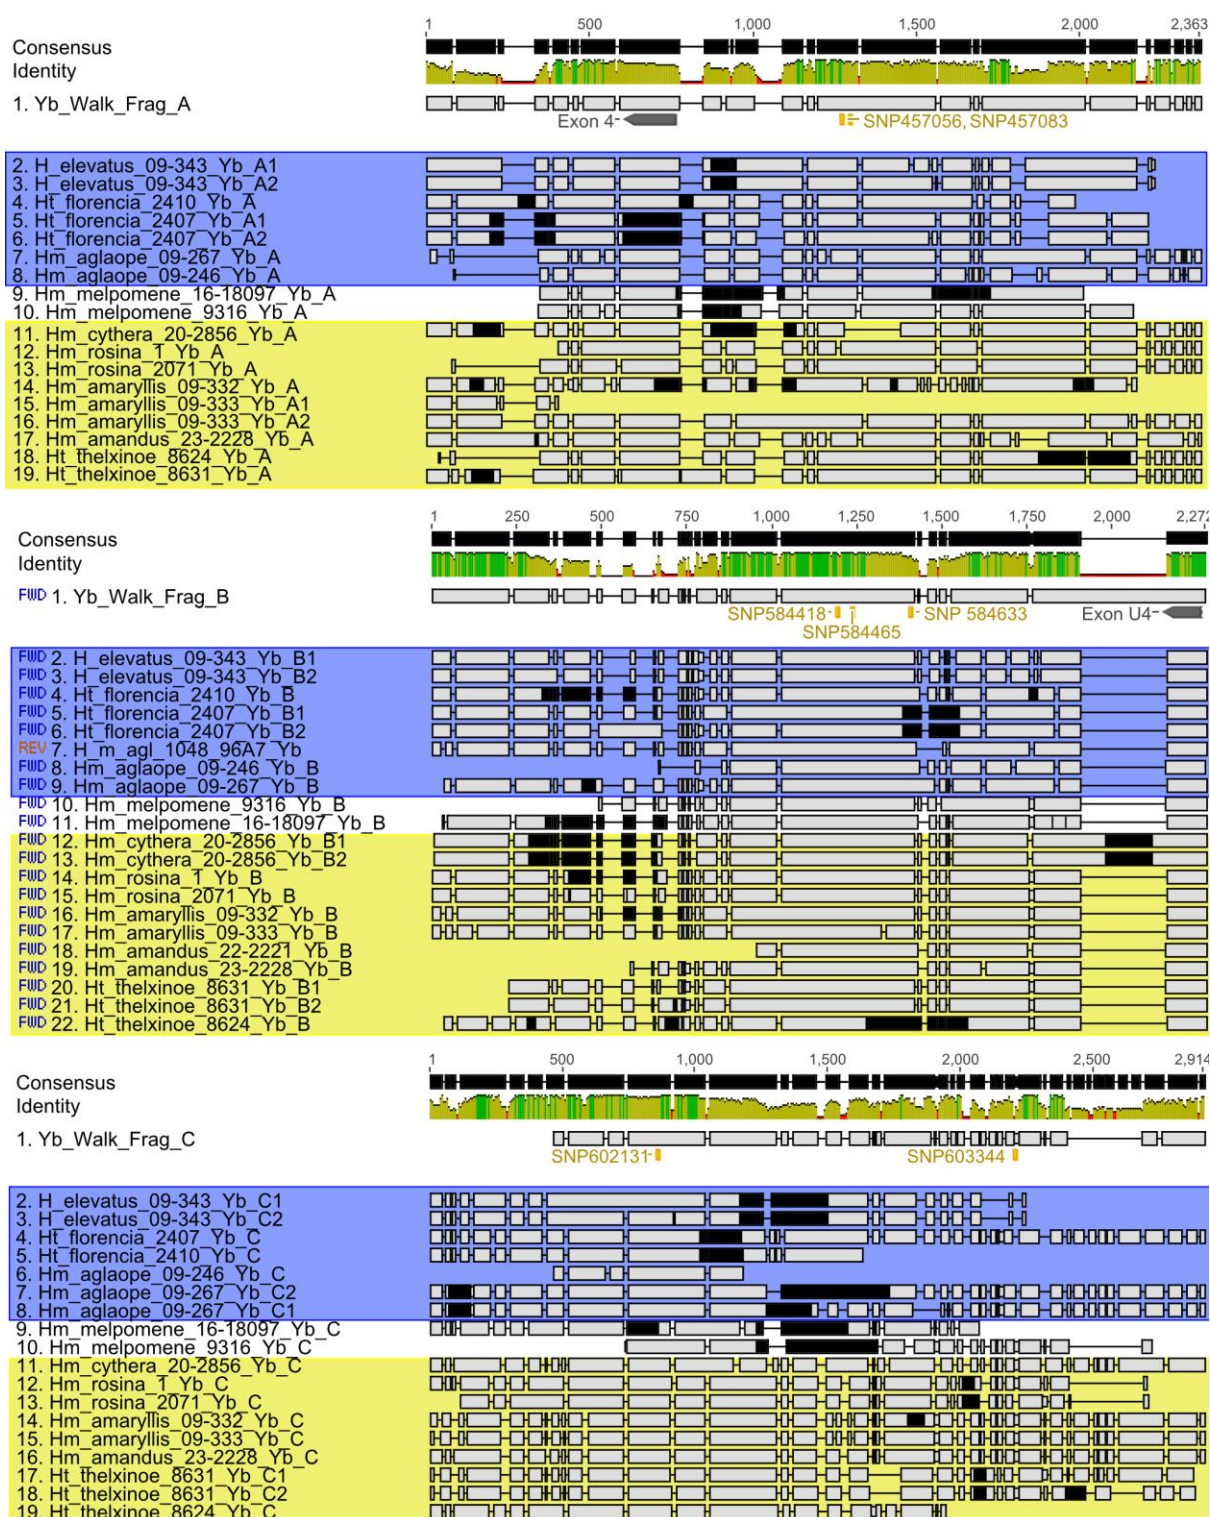 1 500 1,000 1,500 2,000 2,363
Consensus
Identity
1. Yb_Walk_Frag_A
Exon 4 SNP457056, SNP457083
2. H_elevatus_09-343_Yb_A1
3. H_elevatus_09-343_Yb_A2
4. Ht_florencia_2410_Yb_A
5. Ht_florencia_2407_Yb_A1
6. Ht_florencia_2407_Yb_A2
7. Hm_aglaope_09-267_Yb_A
8. Hm_aglaope_09-246_Yb_A
9. Hm_melpomene_16-18097_Yb_A
10. Hm_melpomene_9316_Yb_A
11. Hm_cythera_20-2856_Yb_A
12. Hm_rosina_1_Yb_A
13. Hm_rosina_2071_Yb_A
14. Hm_amaryllis_09-332_Yb_A
15. Hm_amaryllis_09-333_Yb_A1
16. Hm_amaryllis_09-333_Yb_A2
17. Hm_amandus_23-2228_Yb_A
18. Ht_thelxinoe_8624_Yb_A
19. Ht_thelxinoe_8631_Yb_A
1 250 500 750 1,000 1,250 1,500 1,750 2,000 2,272
Consensus
Identity
FWD 1. Yb_Walk_Frag_B
SNP584418 SNP 584633 Exon U4
SNP584465
FWD 2. H_elevatus_09-343_Yb_B1
FWD 3. H_elevatus_09-343_Yb_B2
FWD 4. Ht_florencia_2410_Yb_B
FWD 5. Ht_florencia_2407_Yb_B1
FWD 6. Ht_florencia_2407_Yb_B2
REV 7. H_m_agl_1048_96A7_Yb
FWD 8. Hm_aglaope_09-246_Yb_B
FWD 9. Hm_aglaope_09-267_Yb_B
FWD 10. Hm_melpomene_9316_Yb_B
FWD 11. Hm_melpomene_16-18097_Yb_B
FWD 12. Hm_cythera_20-2856_Yb_B1
FWD 13. Hm_cythera_20-2856_Yb_B2
FWD 14. Hm_rosina_1_Yb_B
FWD 15. Hm_rosina_2071_Yb_B
FWD 16. Hm_amaryllis_09-332_Yb_B
FWD 17. Hm_amaryllis_09-333_Yb_B
FWD 18. Hm_amandus_22-2221_Yb_B
FWD 19. Hm_amandus_23-2228_Yb_B
FWD 20. Ht_thelxinoe_8631_Yb_B1
FWD 21. Ht_thelxinoe_8631_Yb_B2
FWD 22. Ht_thelxinoe_8624_Yb_B
1 500 1,000 1,500 2,000 2,500 2,914
Consensus
Identity
1. Yb_Walk_Frag_C
SNP602131 SNP603344
2. H_elevatus_09-343_Yb_C1
3. H_elevatus_09-343_Yb_C2
4. Ht_florencia_2407_Yb_C
5. Ht_florencia_2410_Yb_C
6. Hm_aglaope_09-246_Yb_C
7. Hm_aglaope_09-267_Yb_C2
8. Hm_aglaope_09-267_Yb_C1
9. Hm_melpomene_16-18097_Yb_C
10. Hm_melpomene_9316_Yb_C
11. Hm_cythera_20-2856_Yb_C
12. Hm_rosina_1_Yb_C
13. Hm_rosina_2071_Yb_C
14. Hm_amaryllis_09-332_Yb_C
15. Hm_amaryllis_09-333_Yb_C
16. Hm_amandus_23-2228_Yb_C
17. Ht_thelxinoe_8631_Yb_C1
18. Ht_thelxinoe_8631_Yb_C2
19. Ht_thelxinoe_8624_Yb_C